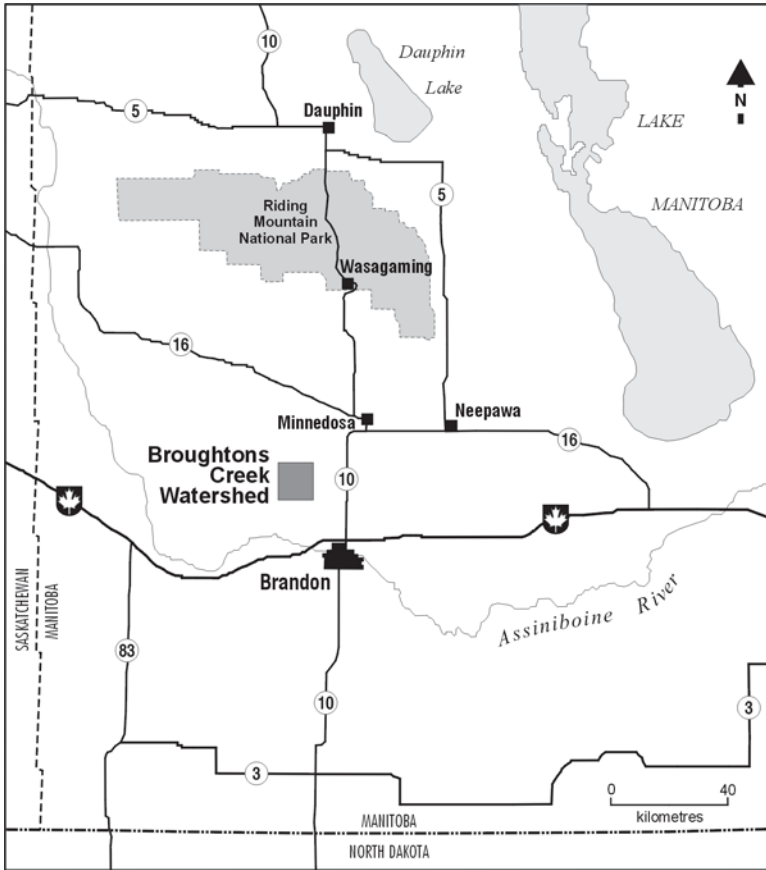 10
Dauphin
Lake
5
Dauphin
N
LAKE
MANITOBA
5
Riding
Mountain
National Park
Wasagaming
16
Minnedosa
Neepawa
16
Broughtons
Creek
Watershed
10
Brandon
Assiniboine River
SASKATCHEWAN
MANITOBA
83
10
3
3
0 40
kilometres
MANITOBA
NORTH DAKOTA